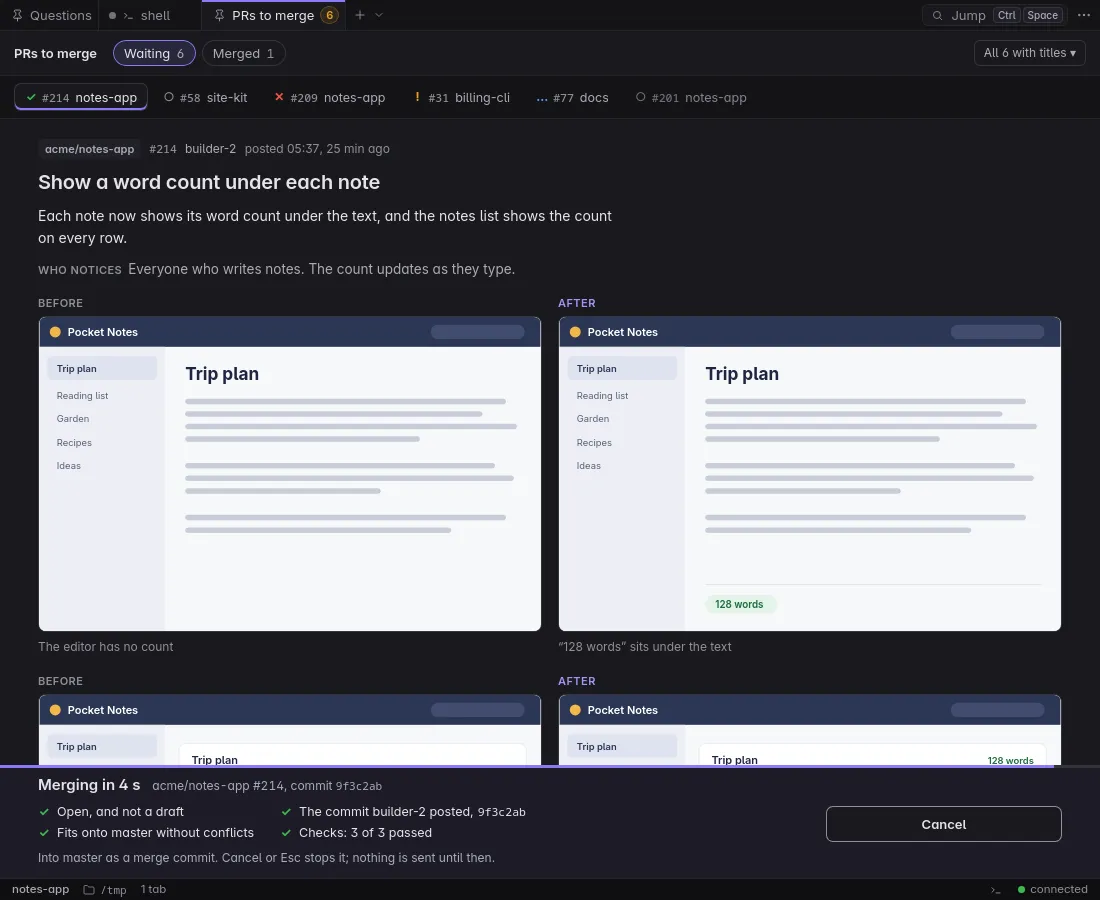 Questions
>_ shell
PRs to merge 6
Jump Ctrl Space
PRs to merge
Waiting 6
Merged 1
All 6 with titles ▾
#214 notes-app
#58 site-kit
#209 notes-app
! #31 billing-cli
… #77 docs
#201 notes-app
acme/notes-app #214 builder-2 posted 05:37, 25 min ago
Show a word count under each note
Each note now shows its word count under the text, and the notes list shows the count
on every row.
WHO NOTICES Everyone who writes notes. The count updates as they type.
BEFORE
Pocket Notes
Trip plan
Reading list
Garden
Recipes
Ideas
Trip plan
The editor has no count
AFTER
Pocket Notes
Trip plan
Reading list
Garden
Recipes
Ideas
Trip plan
128 words
“128 words” sits under the text
BEFORE
Pocket Notes
Trip plan
Trip plan
AFTER
Pocket Notes
Trip plan
Trip plan
128 words
Merging in 4 s acme/notes-app #214, commit 9f3c2ab
Open, and not a draft
The commit builder-2 posted, 9f3c2ab
Fits onto master without conflicts
Checks: 3 of 3 passed
Into master as a merge commit. Cancel or Esc stops it; nothing is sent until then.
Cancel
notes-app /tmp 1 tab
>_ connected